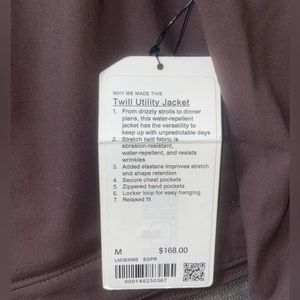 WHY WE MADE THIS
Twill Utility Jacket
1. From drizzly strolls to dinner
plans, this water-repellent
jacket has the versatility to
keep up with unpredictable days
2. Stretch twill fabric is
abrasion-resistant,
water-repellent, and resists
wrinkles
3. Added elastane improves stretch
and shape retention
4. Secure chest pockets
5. Zippered hand pockets
6. Locker loop for easy hanging
7. Relaxed fit
M $168.00
LM3EM8S ESPR
000148250367